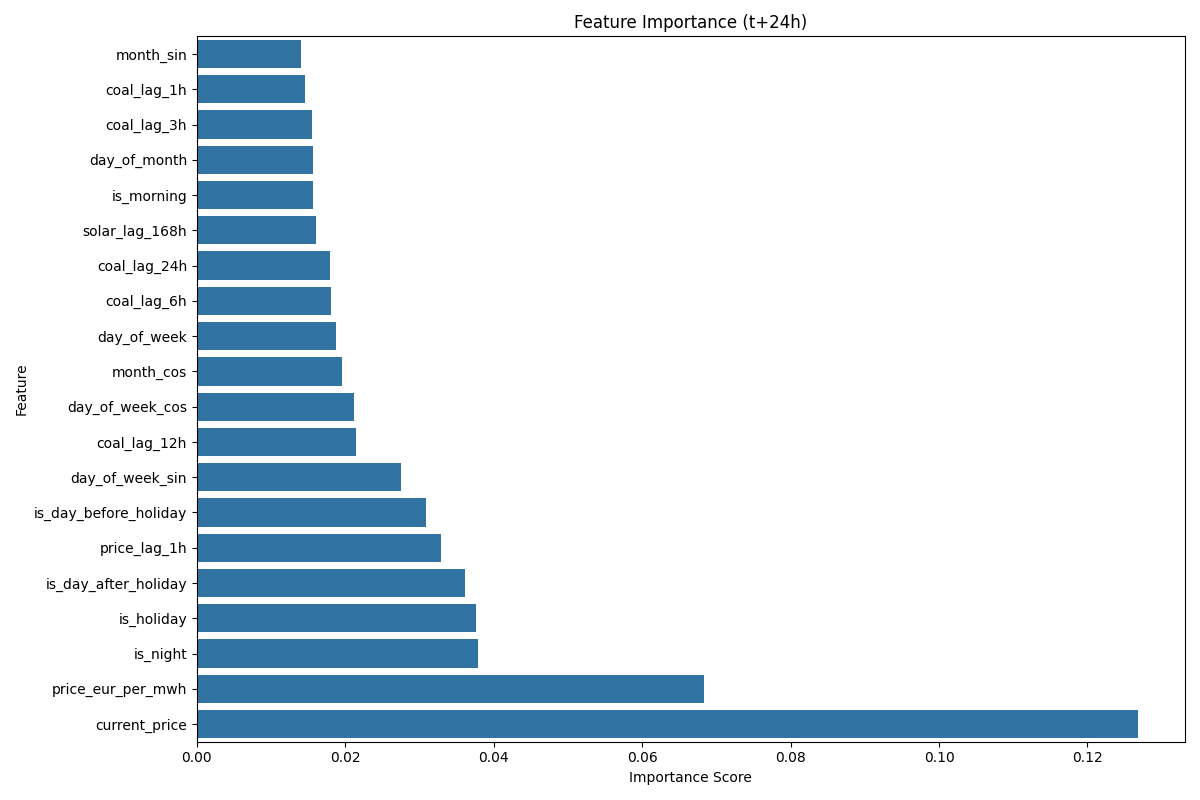 Feature Importance (t+24h)
month_sin
coal_lag_1h
coal_lag_3h
day_of_month
is_morning
solar_lag_168h
coal_lag_24h
coal_lag_6h
day_of_week
month_cos
day_of_week_cos
coal_lag_12h
day_of_week_sin
is_day_before_holiday
price_lag_1h
is_day_after_holiday
is_holiday
is_night
price_eur_per_mwh
current_price
Feature
0.00 0.02 0.04 0.06 0.08 0.10 0.12
Importance Score